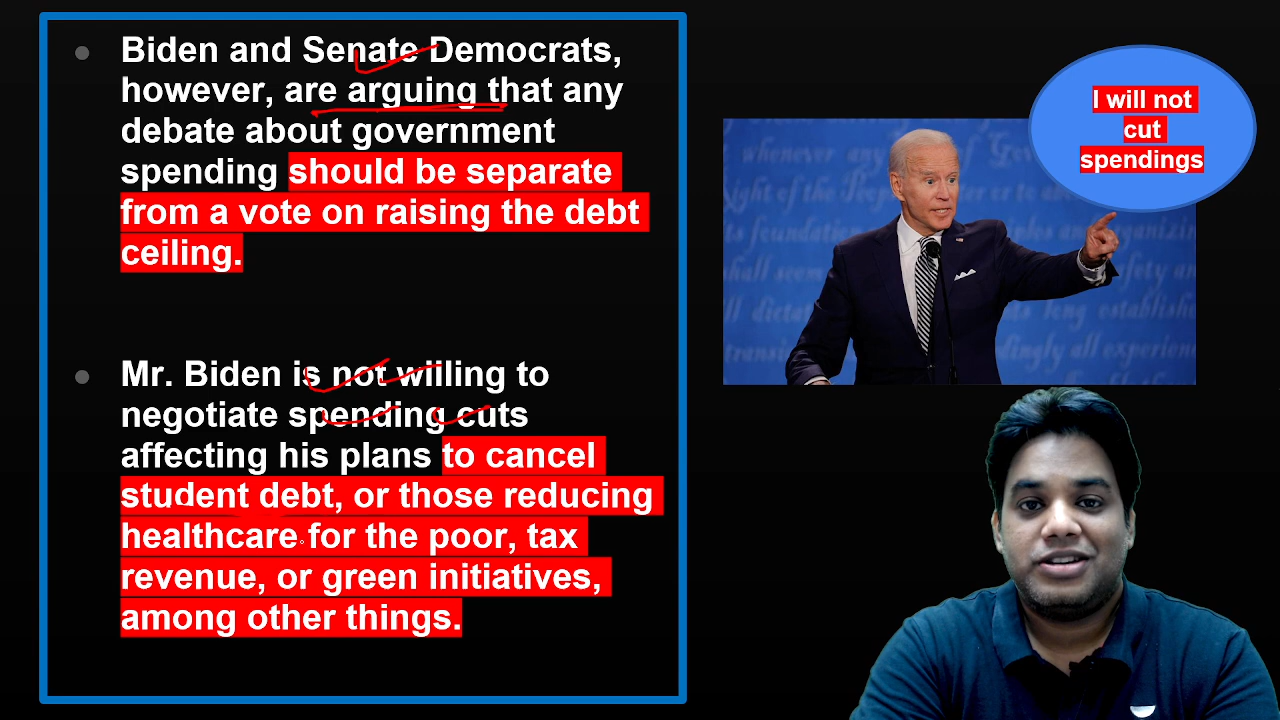 Biden and Senate Democrats,
however, are arguing that any
debate about government
spending should be separate
from a vote on raising the debt
ceiling.
Mr. Biden is not willing to
negotiate spending cuts
affecting his plans to cancel
student debt, or those reducing
healthcare for the poor, tax
revenue, or green initiatives,
among other things.
I will not
cut
spendings
whenever any